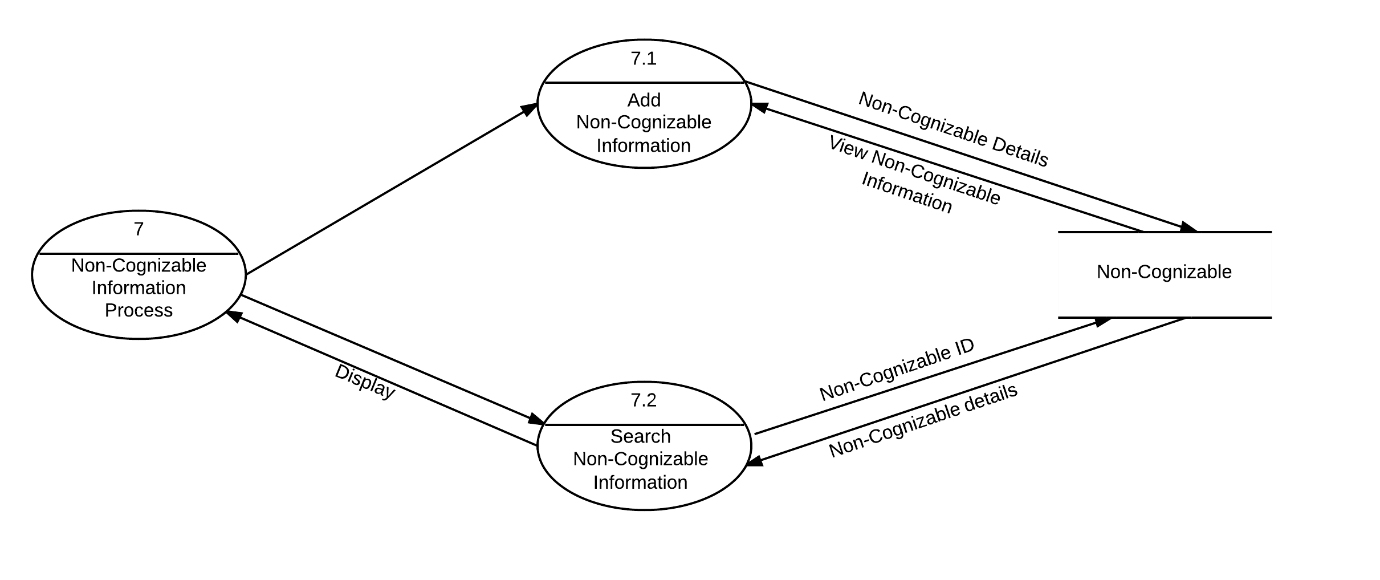 7.1
Add
Non-Cognizable
Information
Non-Cognizable Details
View Non-Cognizable
Information
7
Non-Cognizable
Information
Process
Non-Cognizable
Display
Non-Cognizable ID
Non-Cognizable details
7.2
Search
Non-Cognizable
Information